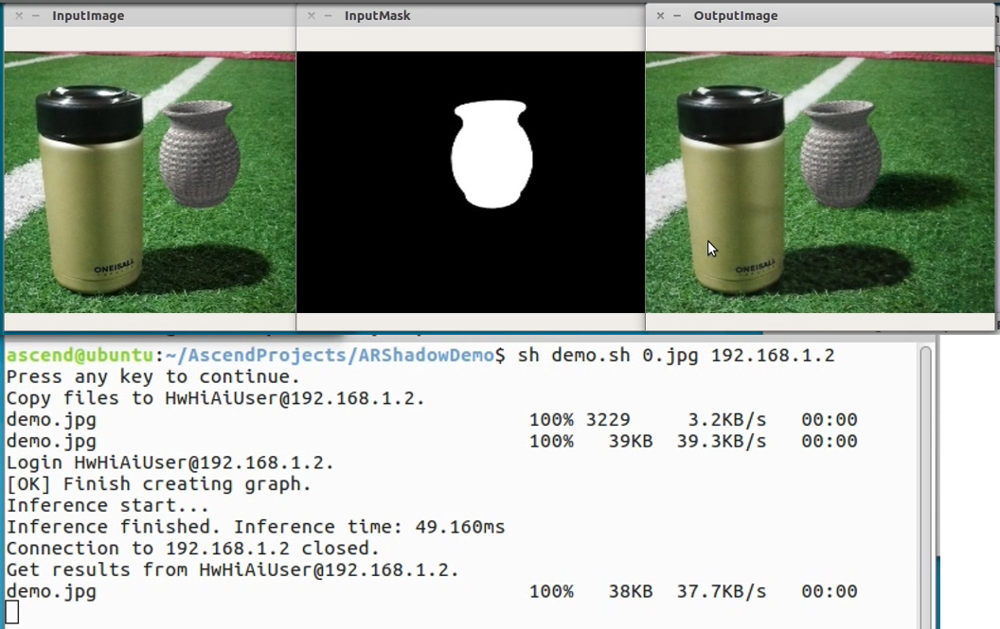 InputImage
InputMask
OutputImage
ONEISALL
ONEISALL
ascend@ubuntu:~/AscendProjects/ARShadowDemo$ sh demo.sh 0.jpg 192.168.1.2
Press any key to continue.
Copy files to HwHiAiUser@192.168.1.2.
demo.jpg 100% 3229 3.2KB/s 00:00
demo.jpg 100% 39KB 39.3KB/s 00:00
Login HwHiAiUser@192.168.1.2.
[OK] Finish creating graph.
Inference start...
Inference finished. Inference time: 49.160ms
Connection to 192.168.1.2 closed.
Get results from HwHiAiUser@192.168.1.2.
demo.jpg 100% 38KB 37.7KB/s 00:00